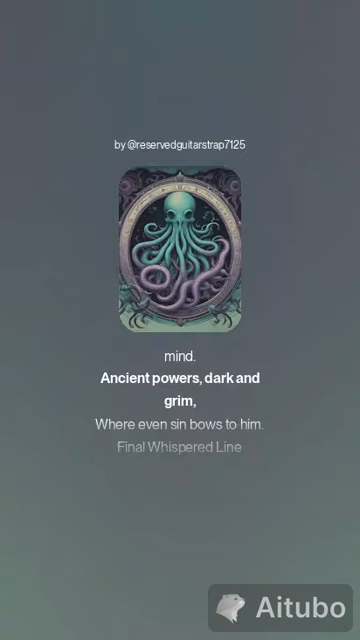 by @reservedguitarstrap7125
mind.
Ancient powers, dark and
grim,
Where even sin bows to him.
Final Whispered Line
Aitubo